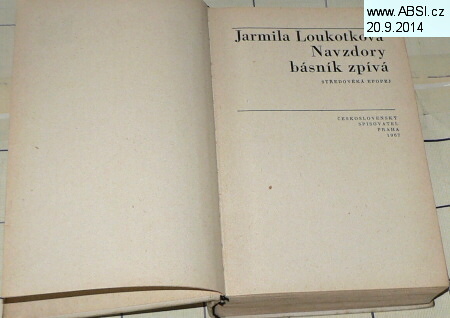 www.ABSI.cz
20.9.2014
Jarmila Loukotková
Navzdory
básník zpívá
STŘEDOVĚKÁ EPOPEJ
ČESKOSLOVENSKÝ
SPISOVATEL
PRAHA